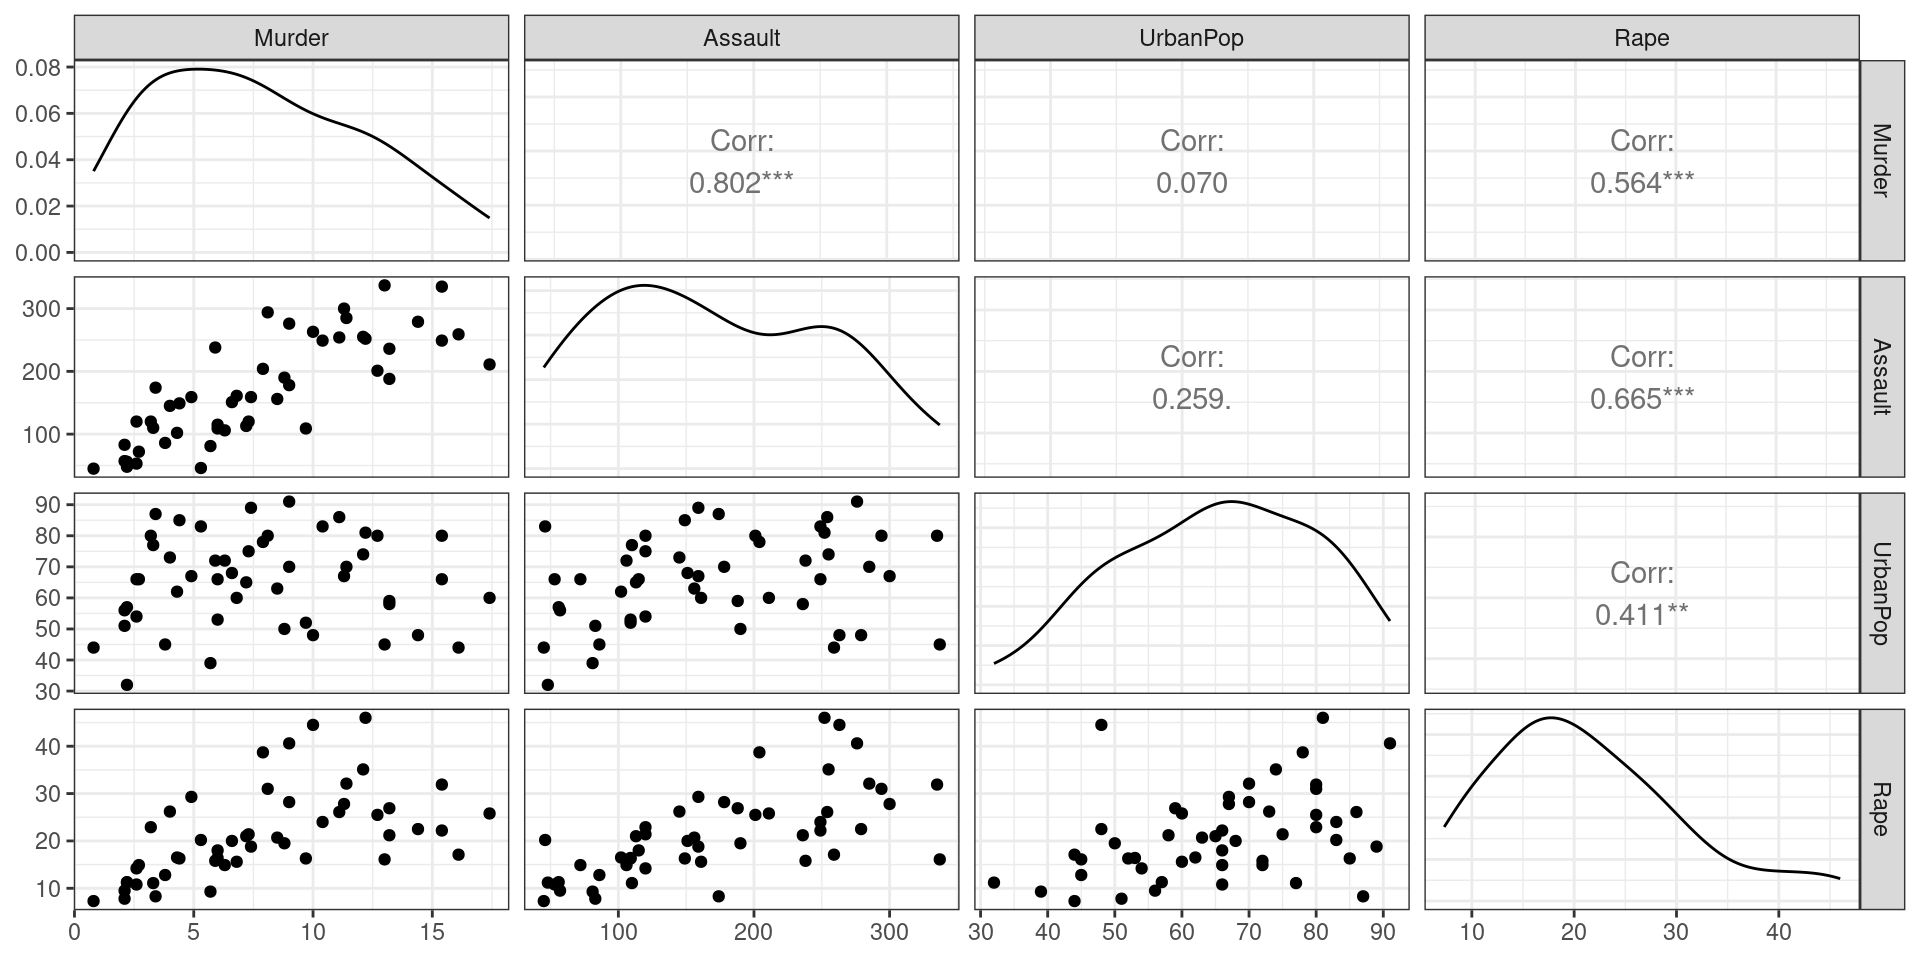 Murder Assault UrbanPop Rape
0.08
0.06
0.04
0.02
0.00
Corr:
0.802***
Corr:
0.070
Corr:
0.564***
Murder
300
200
100
Corr:
0.259.
Corr:
0.665***
Assault
90
80
70
60
50
40
30
Corr:
0.411**
UrbanPop
40
30
20
10
Rape
0 5 10 15 100 200 300 30 40 50 60 70 80 90 10 20 30 40